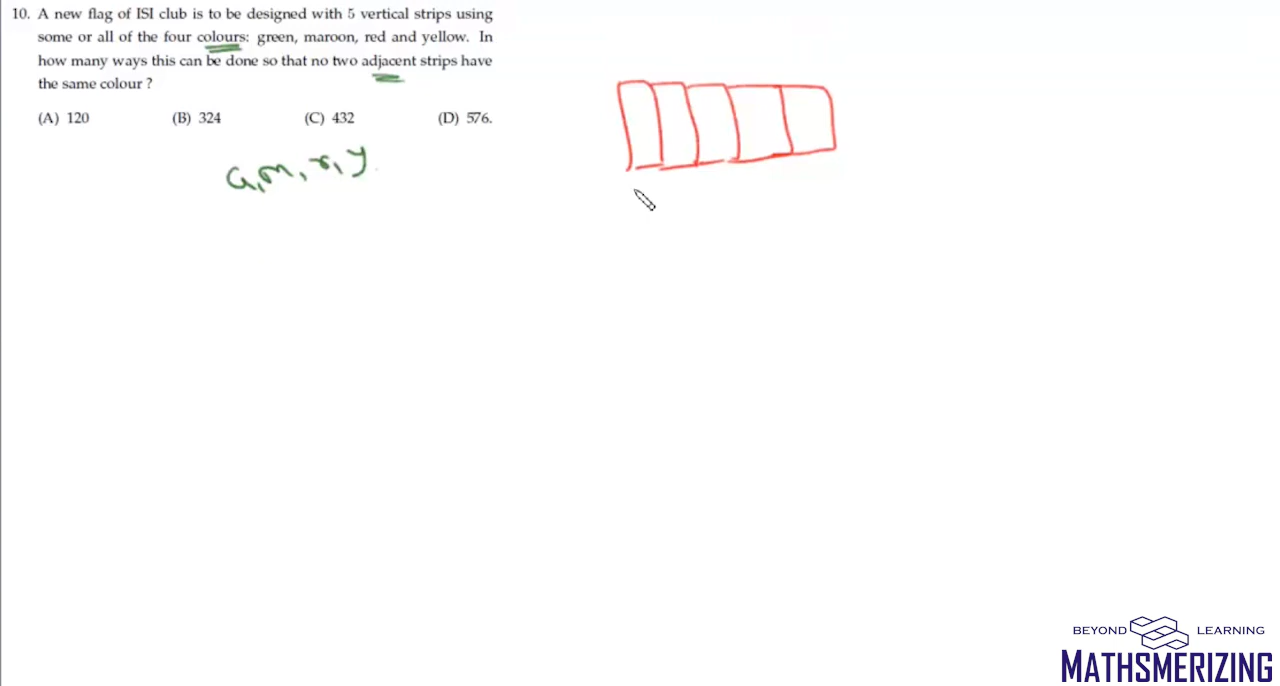 10. A new flag of ISI club is to be designed with 5 vertical strips using
some or all of the four colours: green, maroon, red and yellow. In
how many ways this can be done so that no two adjacent strips have
the same colour ?
(A) 120 (B) 324 (C) 432 (D) 576.
G, m, r, y
BEYOND LEARNING
MATHSMERIZING